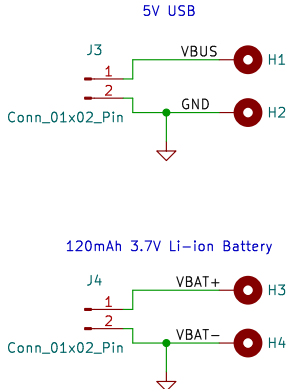 5V USB
J3
VBUS
H1
1
2
GND
H2
Conn_01x02_Pin
120mAh 3.7V Li-ion Battery
J4
VBAT+
H3
1
2
VBAT-
H4
Conn_01x02_Pin